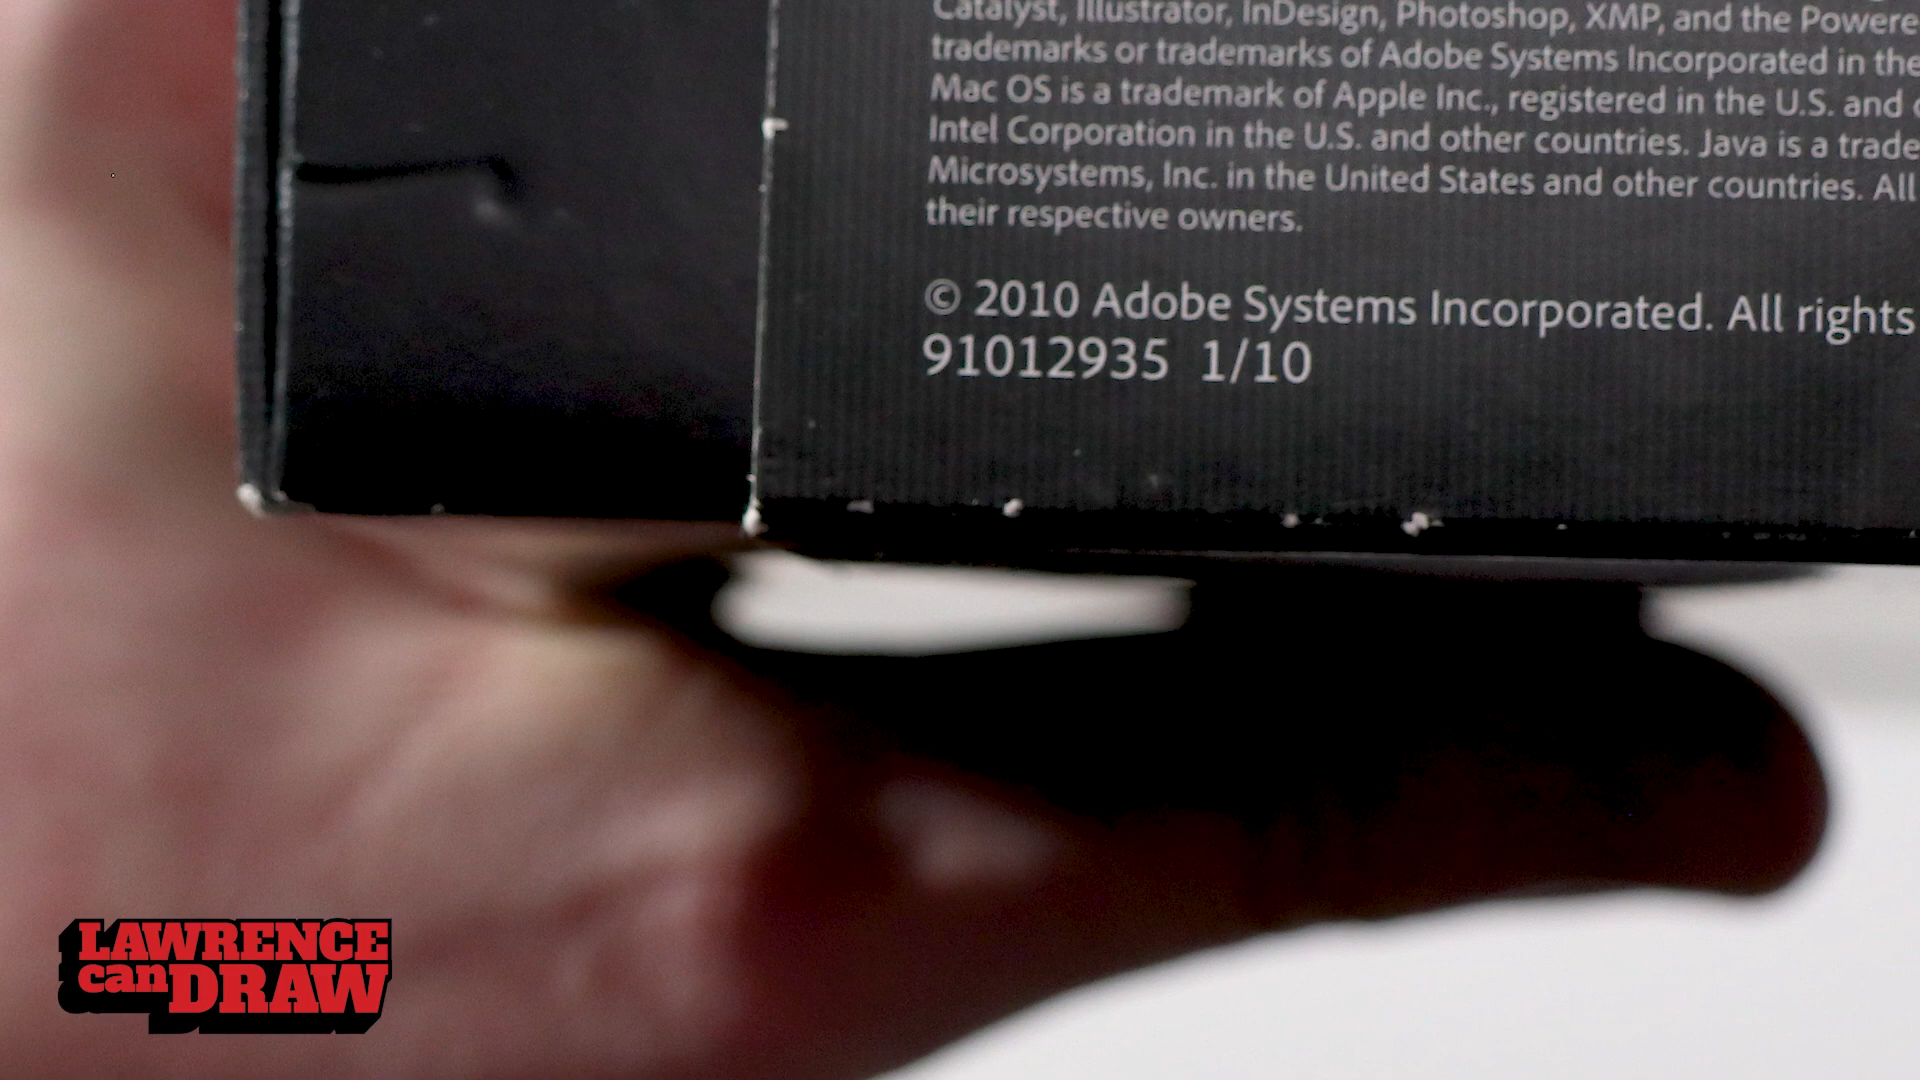 Catalyst, Illustrator, InDesign, Photoshop, XMP, and the Powere
trademarks or trademarks of Adobe Systems Incorporated in the
Mac OS is a trademark of Apple Inc., registered in the U.S. and
Intel Corporation in the U.S. and other countries. Java is a trade
Microsystems, Inc. in the United States and other countries. All
their respective owners.
© 2010 Adobe Systems Incorporated. All rights
91012935 1/10
LAWRENCE
can DRAW